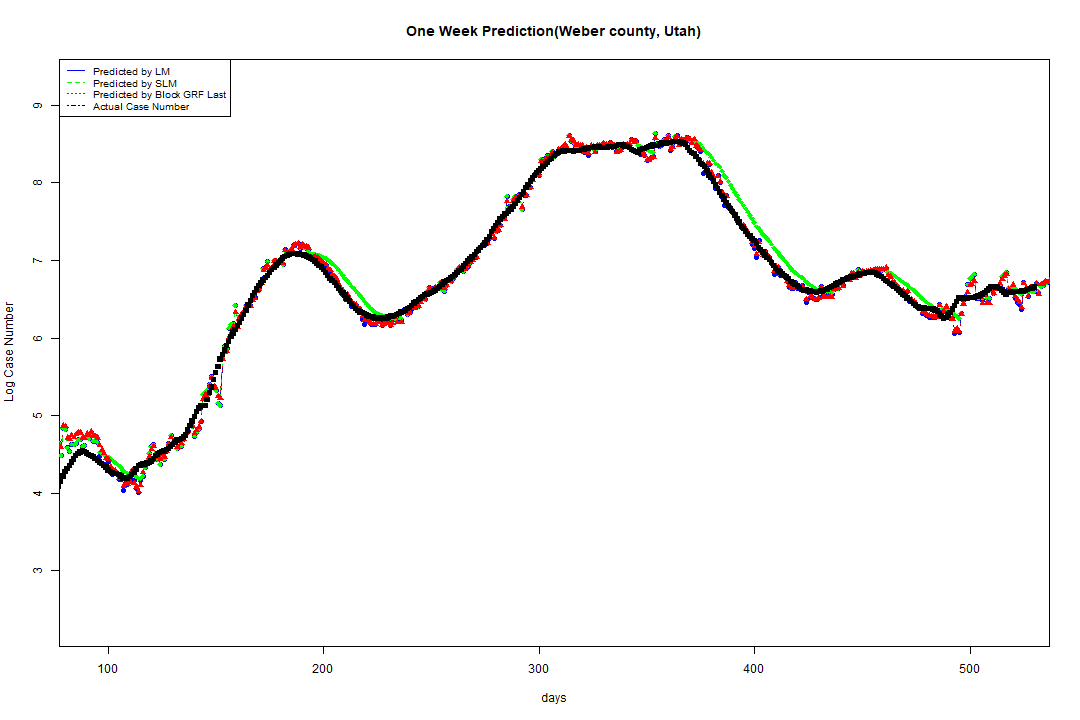 One Week Prediction(Weber county, Utah)
Predicted by LM
Predicted by SLM
Predicted by Block GRF Last
Actual Case Number
9
8
7
6
5
4
3
Log Case Number
100 200 300 400 500
days